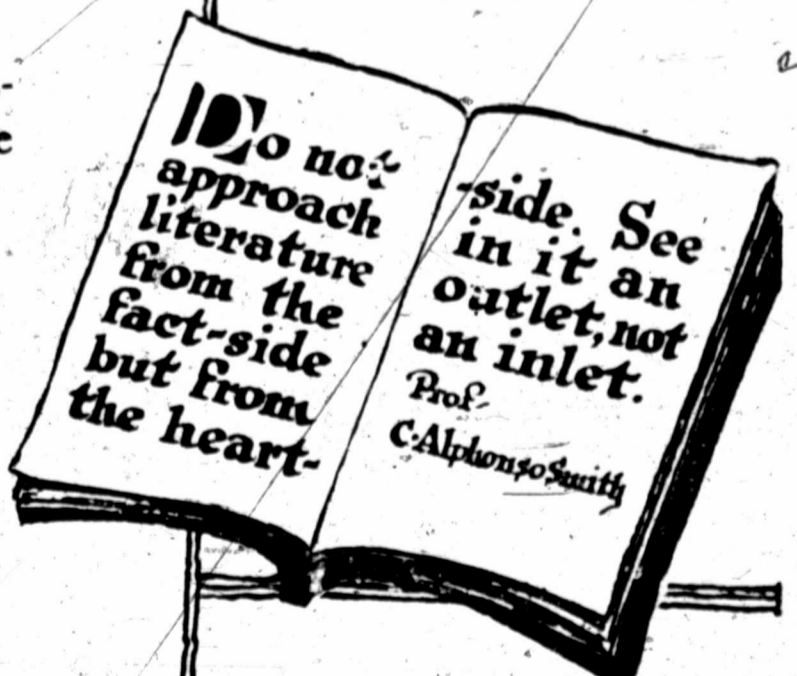 Do not
approach
literature
from the
fact-side
but from
the heart-
-side. See
in it an
outlet, not
an inlet.
Prof.
C. Alphonso Smith